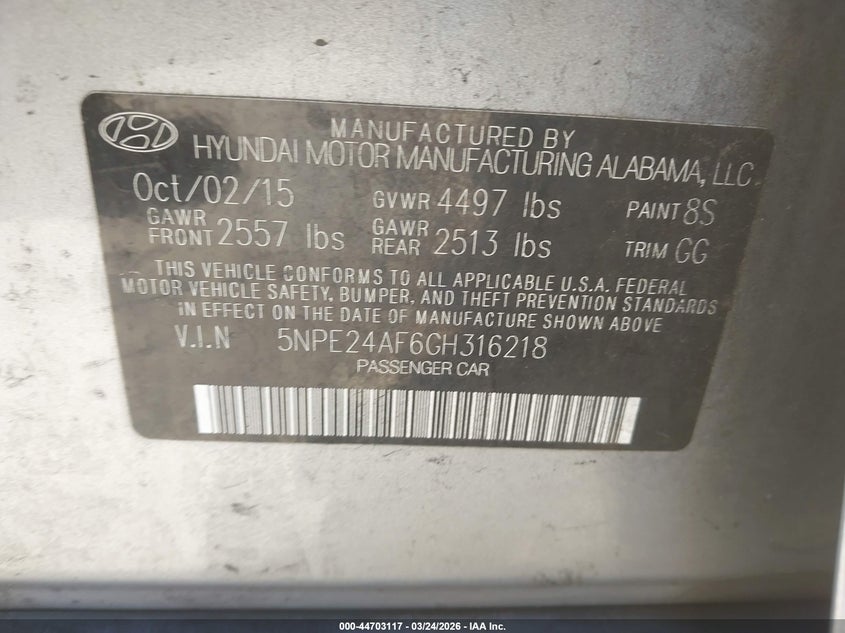 MANUFACTURED BY
HYUNDAI MOTOR MANUFACTURING ALABAMA, LLC.
Oct/02/15 GVWR 4497 lbs PAINT 8S
GAWR FRONT 2557 lbs GAWR REAR 2513 lbs TRIM GG
THIS VEHICLE CONFORMS TO ALL APPLICABLE U.S.A. FEDERAL
MOTOR VEHICLE SAFETY, BUMPER, AND THEFT PREVENTION STANDARDS
IN EFFECT ON THE DATE OF MANUFACTURE SHOWN ABOVE
V.I.N 5NPE24AF6GH316218
PASSENGER CAR
000-44703117 - 03/24/2026 - IAA Inc.